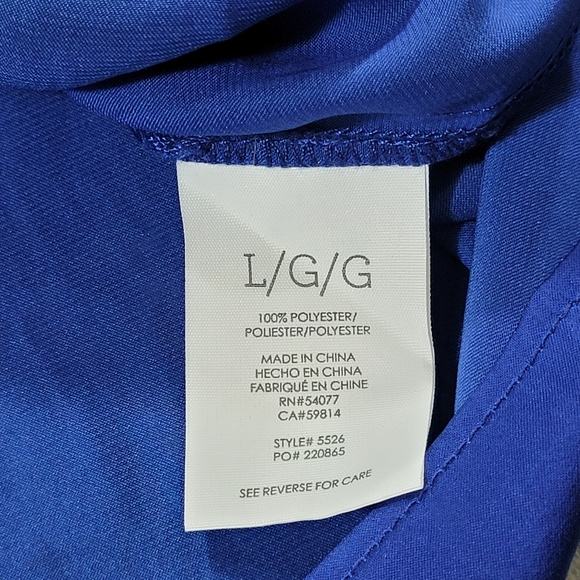 L/G/G
100% POLYESTER/
POLIESTER/POLYESTER
MADE IN CHINA
HECHO EN CHINA
FABRIQUÉ EN CHINE
RN#54077
CA#59814
STYLE# 5526
PO# 220865
SEE REVERSE FOR CARE